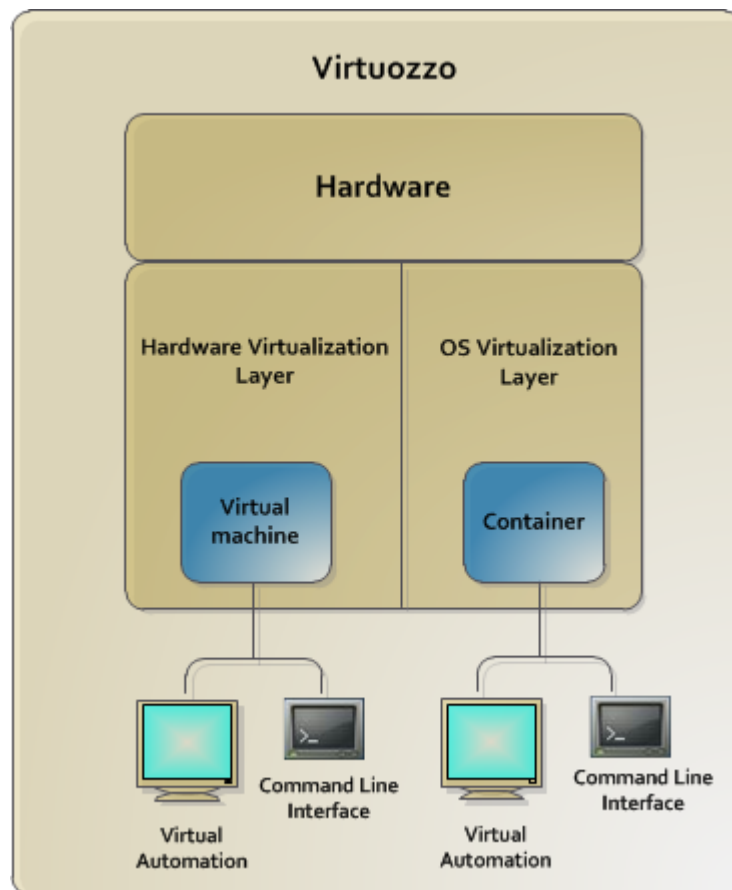 Virtuozzo
Hardware
Hardware Virtualization
Layer
OS Virtualization
Layer
Virtual
machine
Container
Command Line
Interface
Virtual
Automation
Command Line
Interface
Virtual
Automation